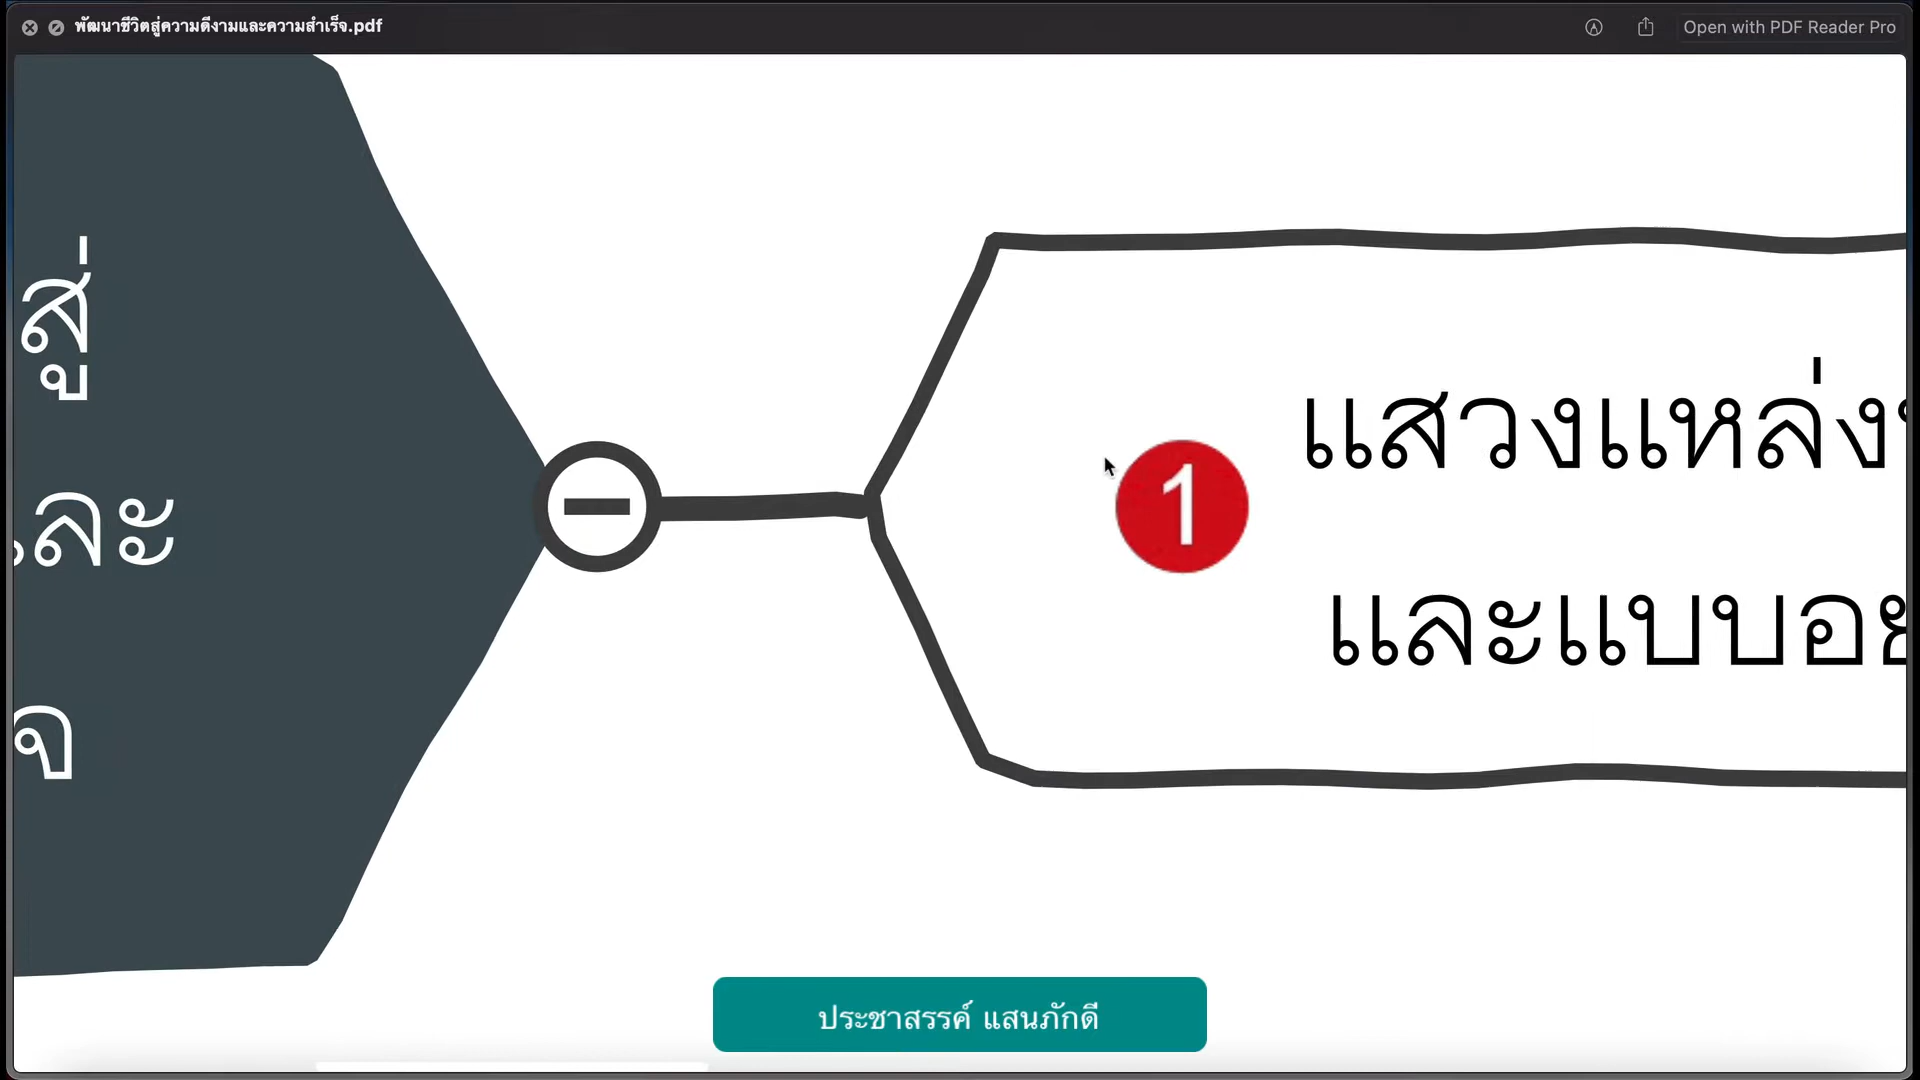 พัฒนาชีวิตสู่ความดีงามและความสำเร็จ.pdf
Open with PDF Reader Pro
สู่
และ
จ
1
แสวงแหล่ง
และแบบอย
ประชาสรรค์ แสนภักดี